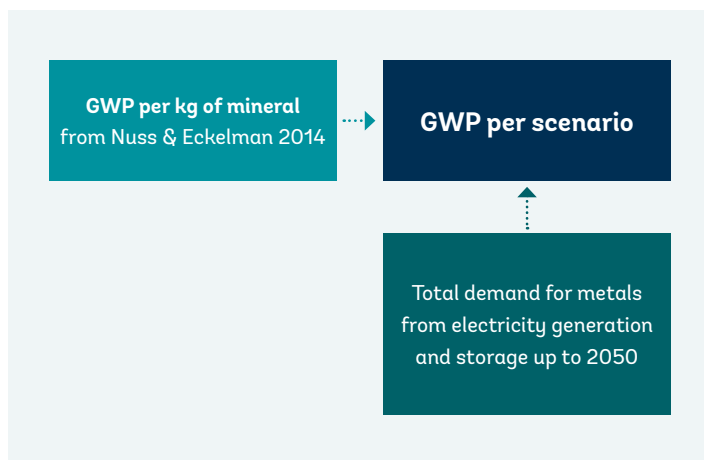 GWP per kg of mineral
from Nuss & Eckelman 2014
GWP per scenario
Total demand for metals
from electricity generation
and storage up to 2050